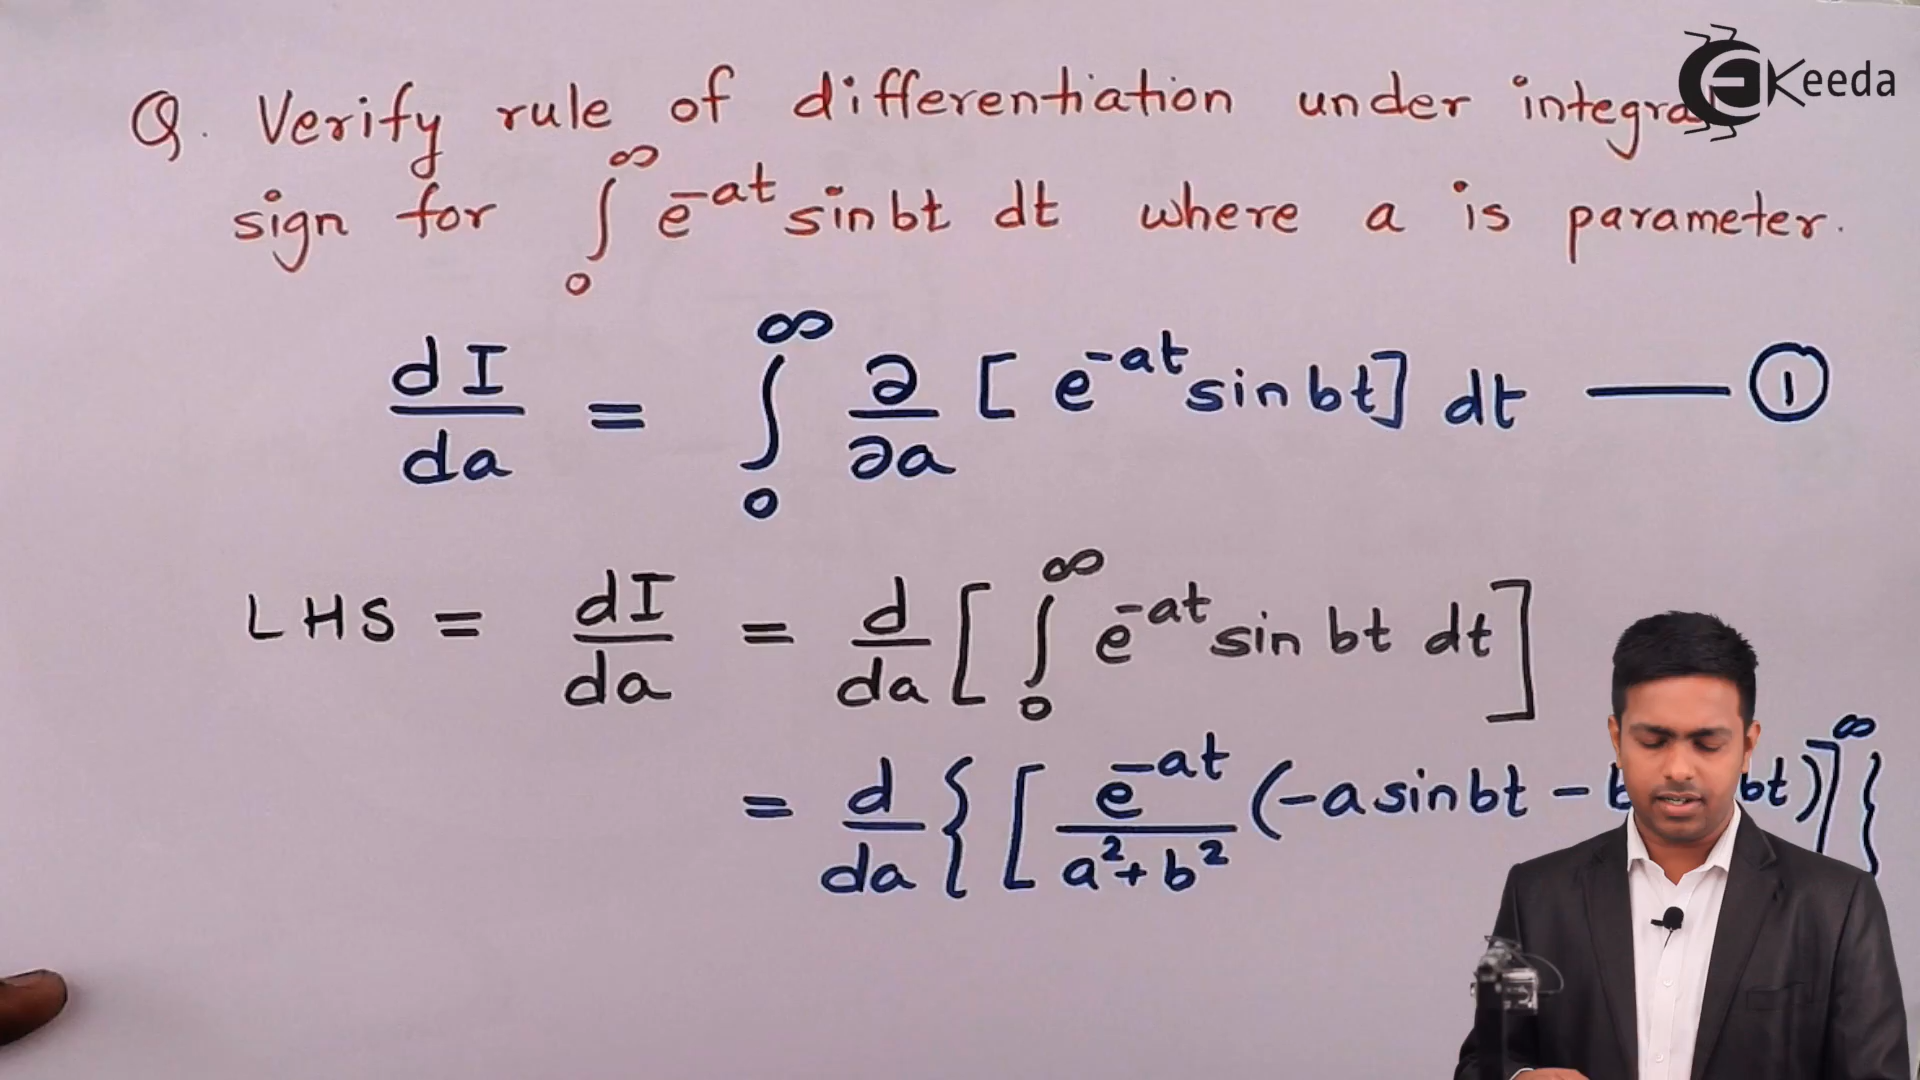 Keeda
Q. Verify rule of differentiation under integral
sign for ∫₀^∞ e^-at sin bt dt where a is parameter.
dI/da = ∫₀^∞ ∂/∂a [ e^-at sin bt ] dt — ①
LHS = dI/da = d/da [ ∫₀^∞ e^-at sin bt dt ]
= d/da { [ e^-at / a²+b² (-a sin bt - b bt) ]^∞ }